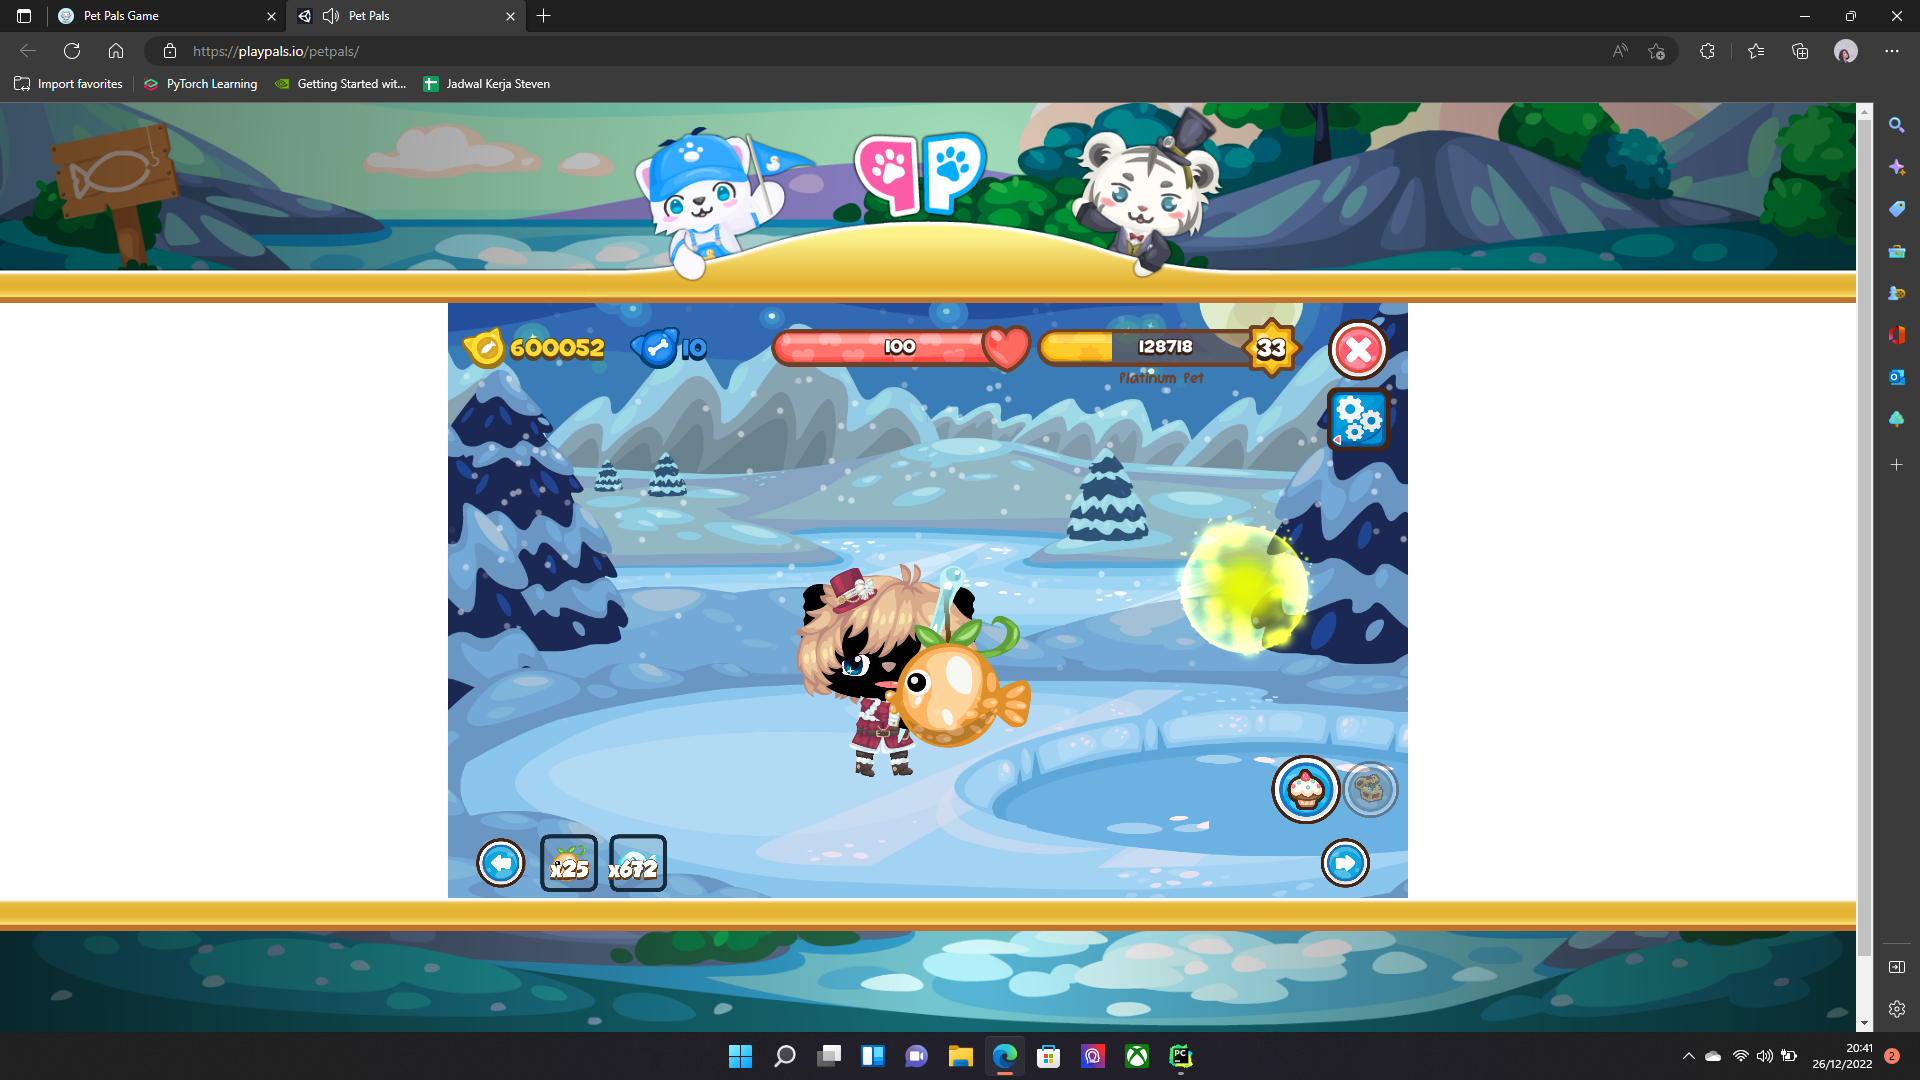 Pet Pals Game
Pet Pals
https://playpals.io/petpals/
Import favorites
PyTorch Learning
Getting Started wit...
Jadwal Kerja Steven
PP
600052
10
100
128718
33
Platinum Pet
x25
x672
20:41
26/12/2022
2